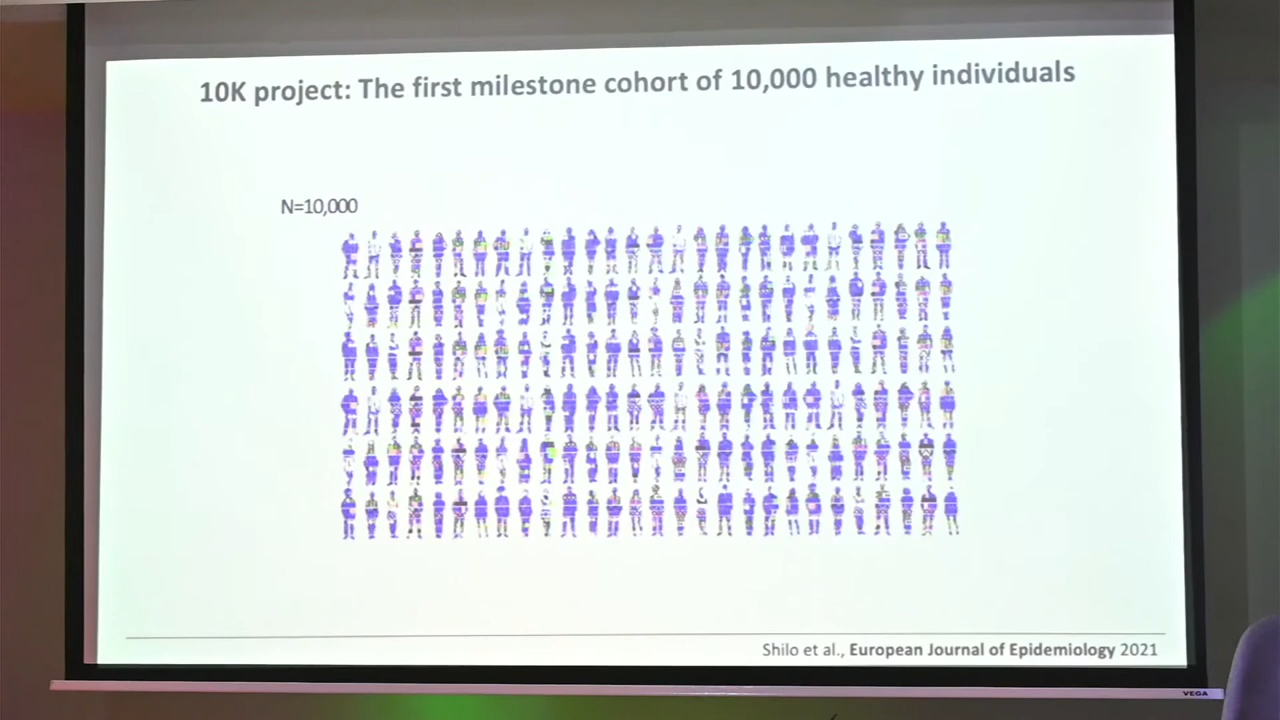 10K project: The first milestone cohort of 10,000 healthy individuals
N=10,000
Shilo et al., European Journal of Epidemiology 2021
VEGA